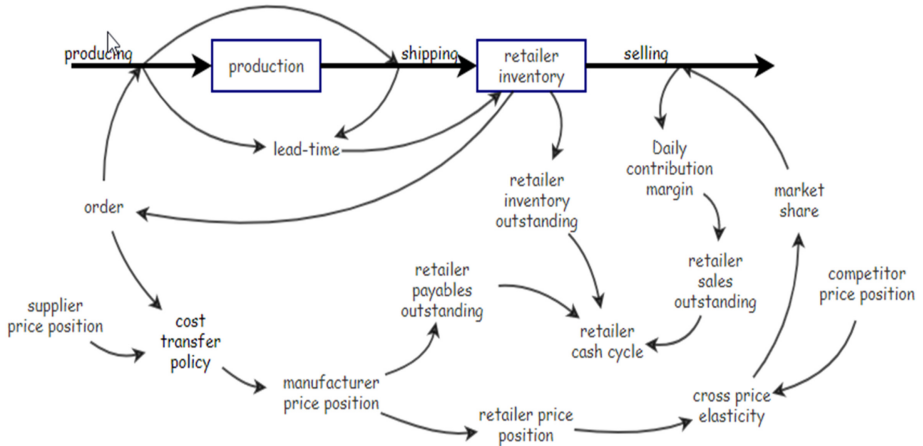 producing
production
shipping
retailer
inventory
selling
lead-time
Daily
contribution
margin
retailer
inventory
outstanding
market
share
order
retailer
payables
outstanding
retailer
sales
outstanding
competitor
price position
supplier
price position
cost
transfer
policy
retailer
cash cycle
manufacturer
price position
cross price
elasticity
retailer price
position